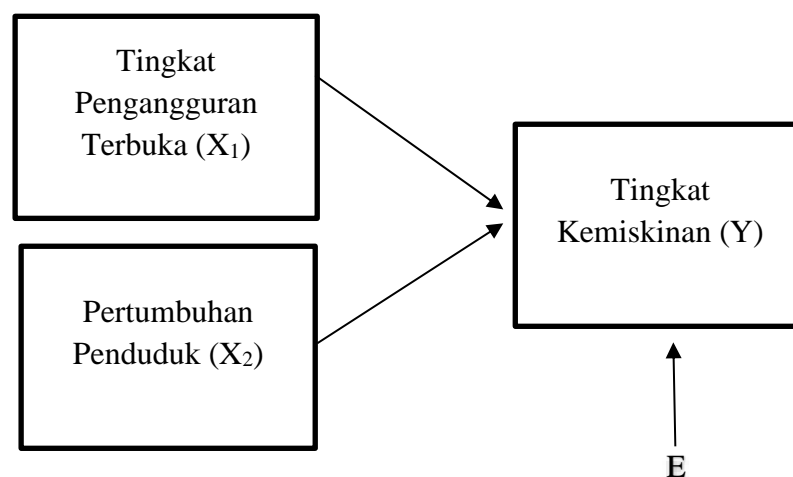 Tingkat
Pengangguran
Terbuka (X₁)
Tingkat
Kemiskinan (Y)
Pertumbuhan
Penduduk (X₂)
E